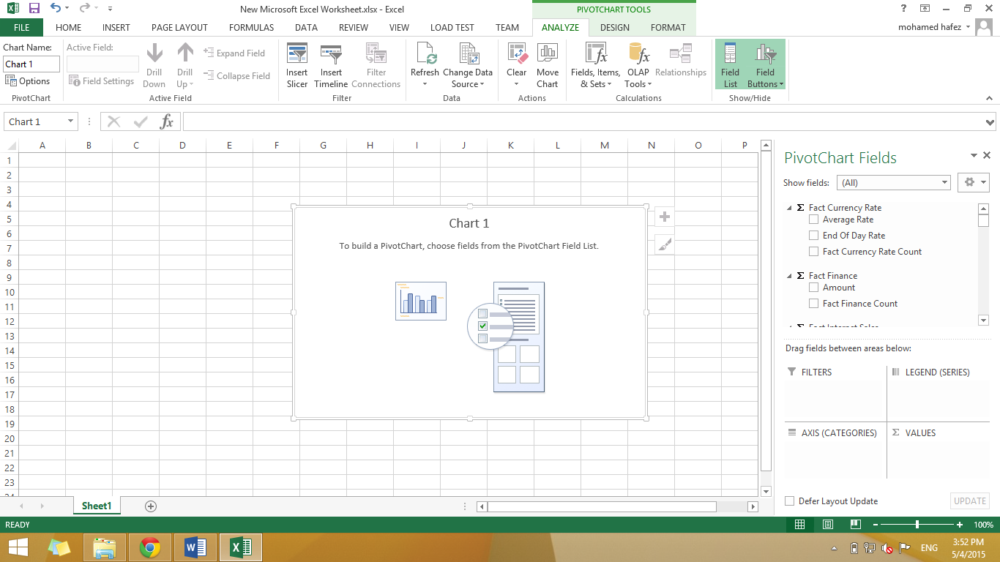 New Microsoft Excel Worksheet.xlsx - Excel
PIVOTCHART TOOLS
?
FILE HOME INSERT PAGE LAYOUT FORMULAS DATA REVIEW VIEW LOAD TEST TEAM ANALYZE DESIGN FORMAT mohamed hafez
Chart Name:
Chart 1
Options
PivotChart
Active Field:
Field Settings
Drill Down
Drill Up
Expand Field
Collapse Field
Active Field
Insert Slicer
Insert Timeline
Filter Connections
Filter
Refresh
Change Data Source
Data
Clear
Move Chart
Actions
Fields, Items, & Sets
OLAP Tools
Relationships
Calculations
Field List
Field Buttons
Show/Hide
Chart 1
fx
A B C D E F G H I J K L M N O P
1
2
3
4
5
6
7
8
9
10
11
12
13
14
15
16
17
18
19
20
21
22
23
24
Chart 1
To build a PivotChart, choose fields from the PivotChart Field List.
PivotChart Fields
Show fields: (All)
Σ Fact Currency Rate
Average Rate
End Of Day Rate
Fact Currency Rate Count
Σ Fact Finance
Amount
Fact Finance Count
Σ Fact Internet Sales
Drag fields between areas below:
FILTERS
LEGEND (SERIES)
AXIS (CATEGORIES)
Σ VALUES
Defer Layout Update
UPDATE
Sheet1
READY
100%
ENG
3:52 PM
5/4/2015